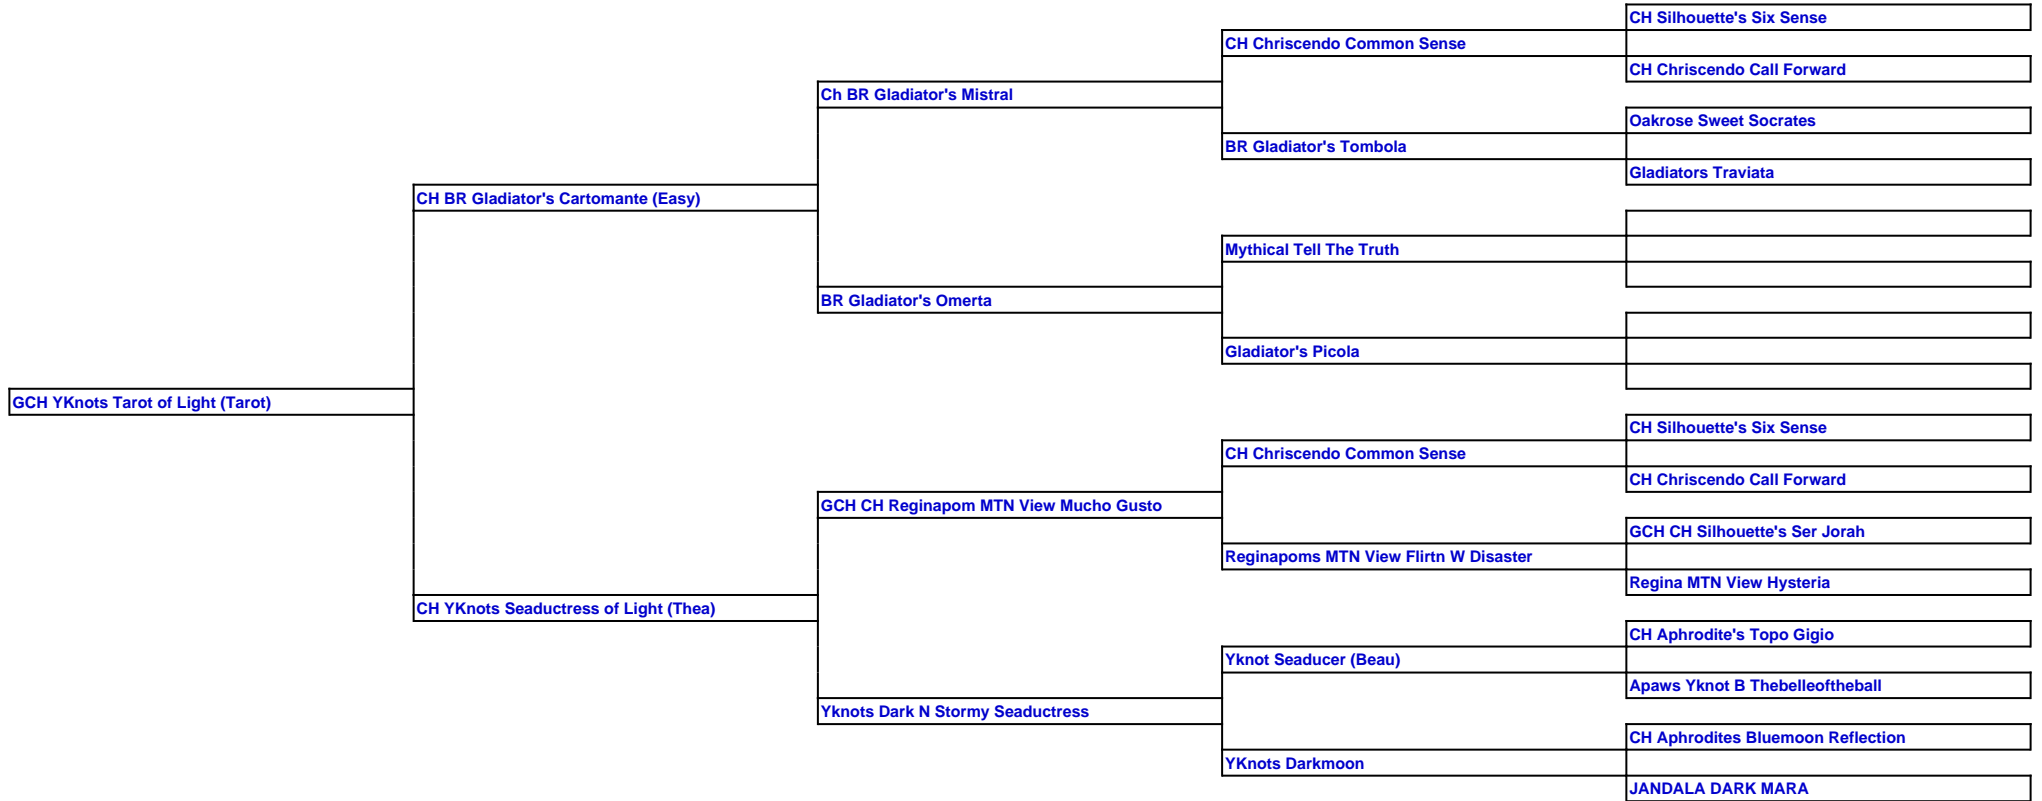 CH Silhouette's Six Sense
CH Chriscendo Common Sense
CH Chriscendo Call Forward
Ch BR Gladiator's Mistral
Oakrose Sweet Socrates
BR Gladiator's Tombola
Gladiators Traviata
CH BR Gladiator's Cartomante (Easy)
Mythical Tell The Truth
BR Gladiator's Omerta
Gladiator's Picola
GCH YKnots Tarot of Light (Tarot)
CH Silhouette's Six Sense
CH Chriscendo Common Sense
CH Chriscendo Call Forward
GCH CH Reginapom MTN View Mucho Gusto
GCH CH Silhouette's Ser Jorah
Reginapoms MTN View Flirtn W Disaster
Regina MTN View Hysteria
CH YKnots Seaductress of Light (Thea)
CH Aphrodite's Topo Gigio
Yknot Seaducer (Beau)
Apaws Yknot B Thebelleoftheball
Yknots Dark N Stormy Seaductress
CH Aphrodites Bluemoon Reflection
YKnots Darkmoon
JANDALA DARK MARA